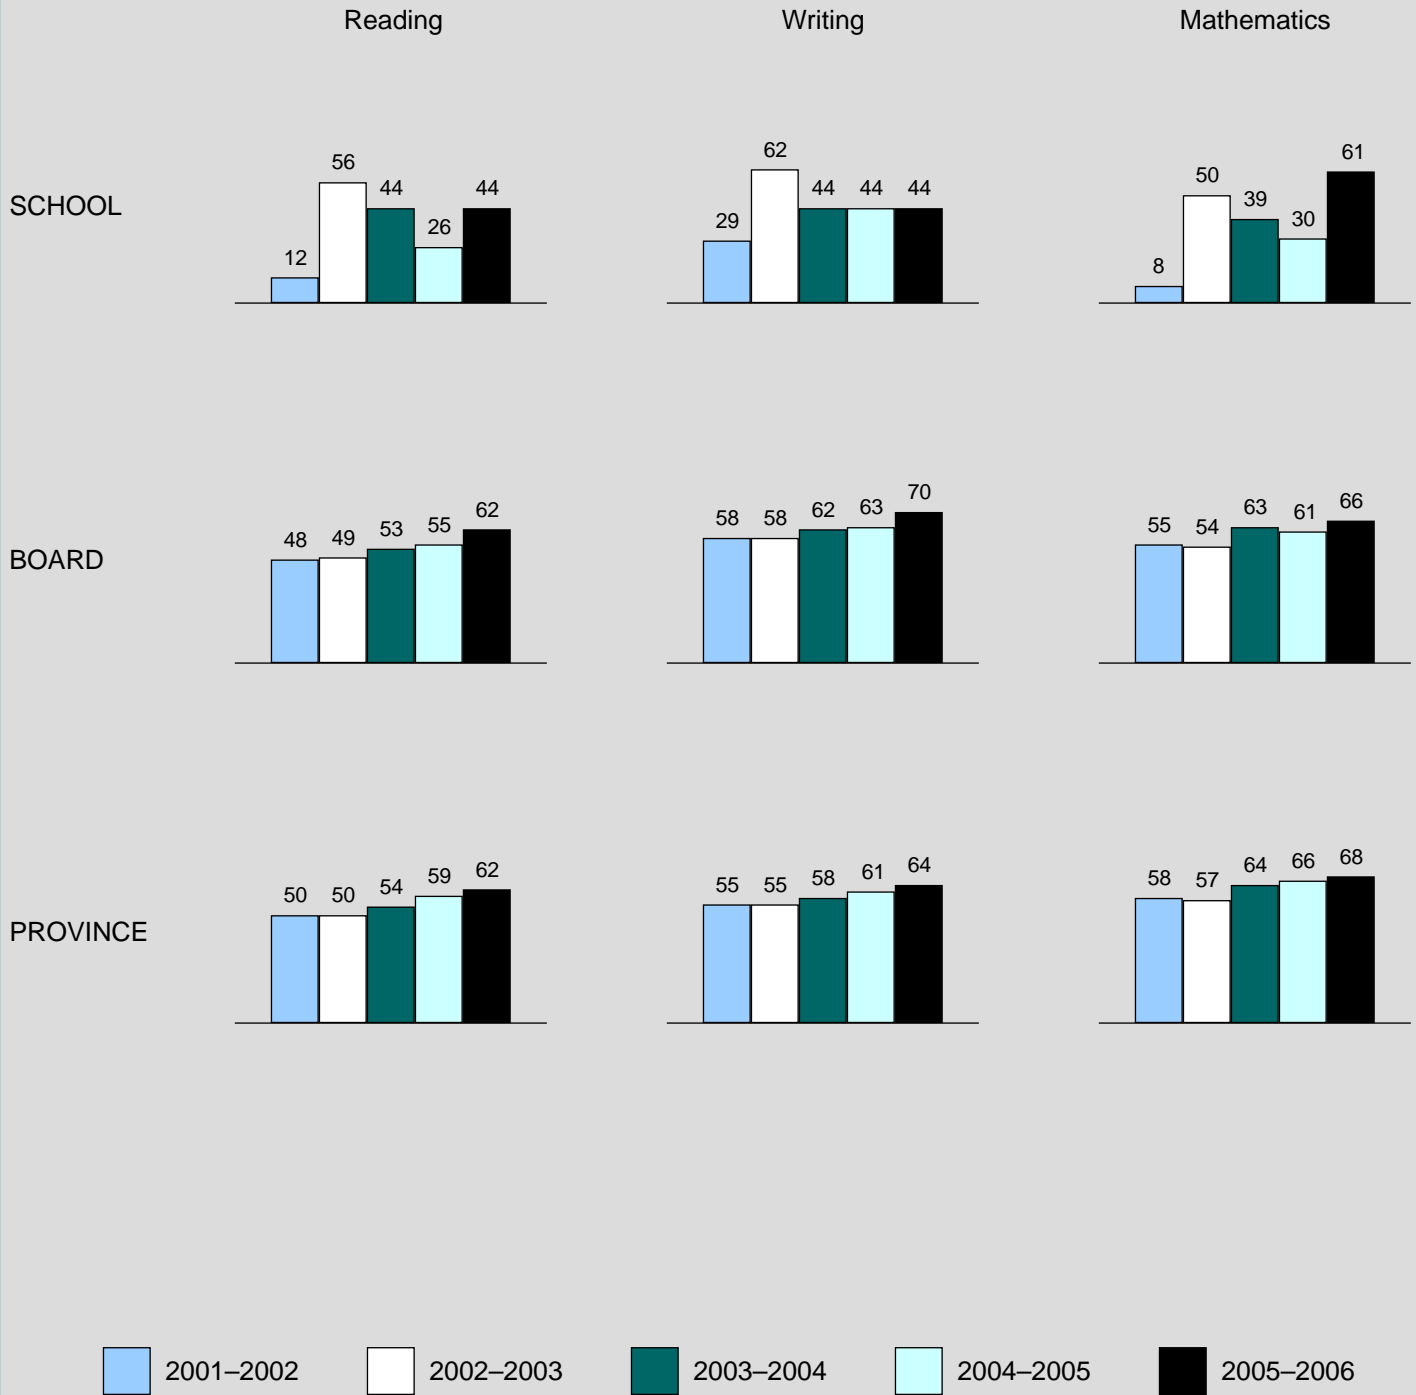 Reading Writing Mathematics
SCHOOL
12 56 44 26 44
29 62 44 44 44
8 50 39 30 61
BOARD
48 49 53 55 62
58 58 62 63 70
55 54 63 61 66
PROVINCE
50 50 54 59 62
55 55 58 61 64
58 57 64 66 68
2001–2002 2002–2003 2003–2004 2004–2005 2005–2006